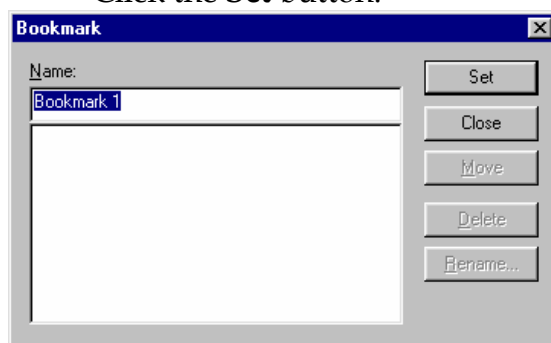 Click the Set button.
Bookmark
Name:
Bookmark 1
Set
Close
Move
Delete
Rename...